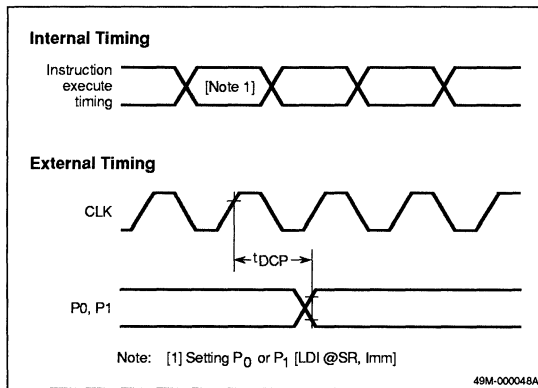 Internal Timing
Instruction
execute
timing
[Note 1]
External Timing
CLK
tDCP
P0, P1
Note: [1] Setting P0 or P1 [LDI @SR, Imm]
49M-000048A